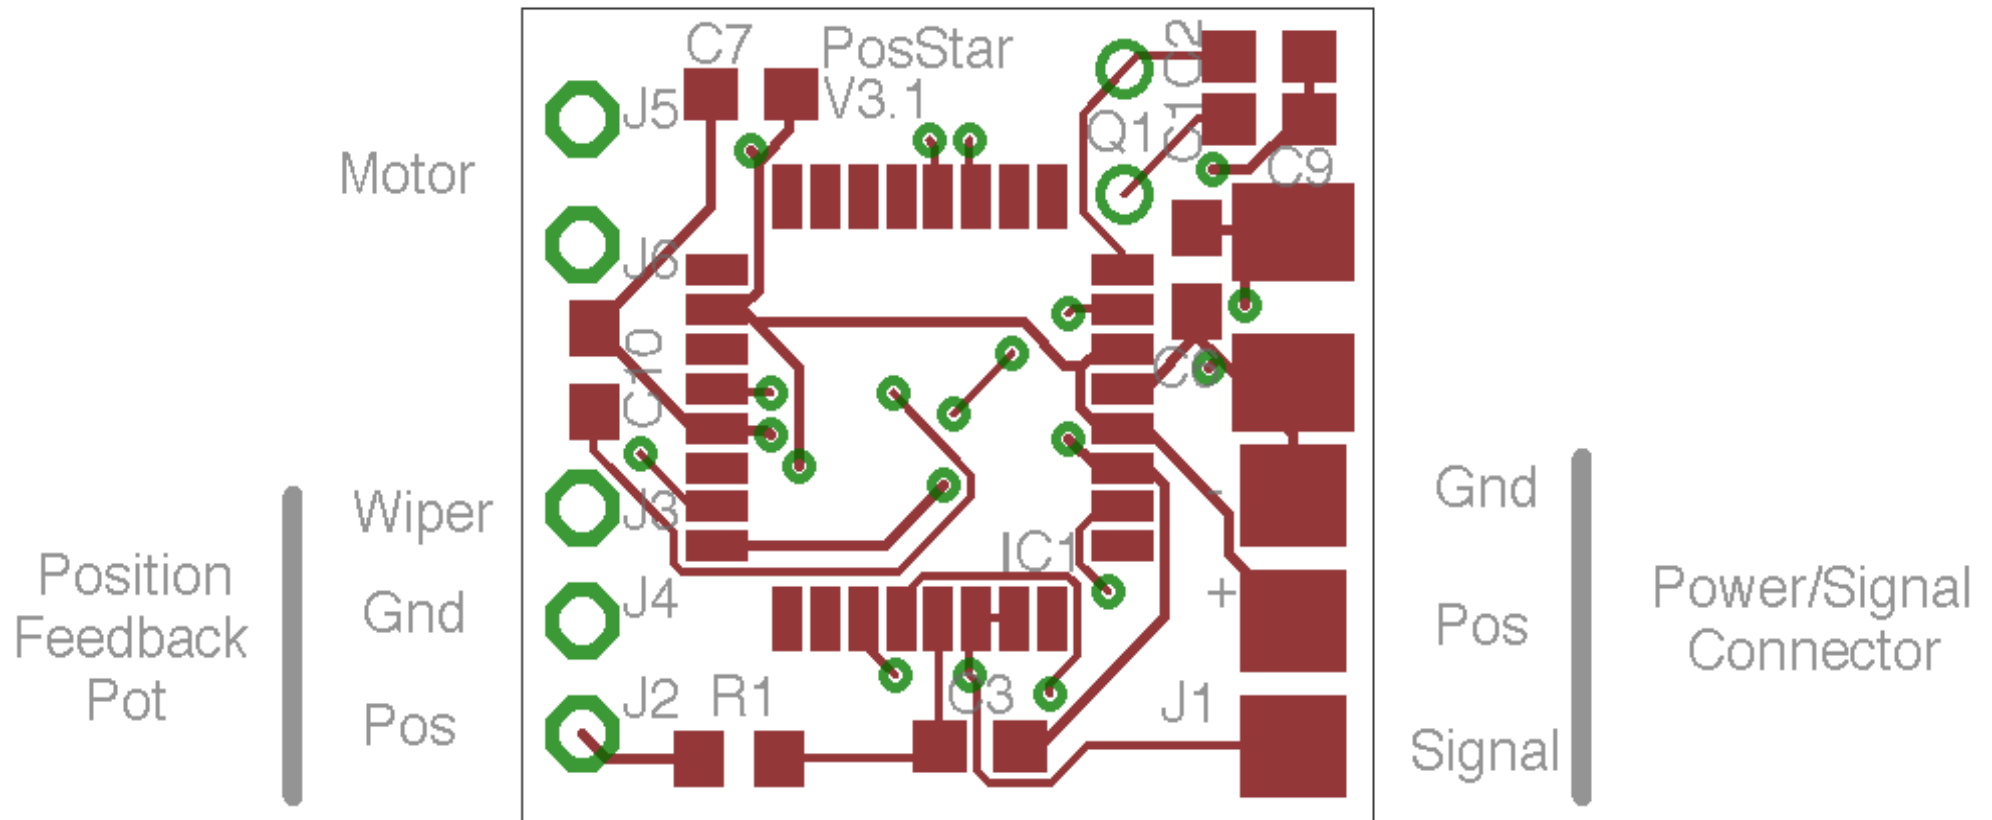 C7
PosStar
V3.1
C2
J5
Q1
C1
C9
Motor
J6
C10
Wiper
J3
IC1
-
Gnd
Position
Feedback
Pot
Gnd
J4
+
Pos
Power/Signal
Connector
Pos
J2
R1
C3
J1
Signal